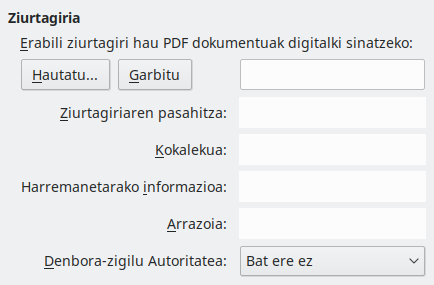 Ziurtagiria
Erabili ziurtagiri hau PDF dokumentuak digitalki sinatzeko:
Hautatu... Garbitu
Ziurtagiriaren pasahitza:
Kokalekua:
Harremanetarako informazioa:
Arrazoia:
Denbora-zigilu Autoritatea: Bat ere ez